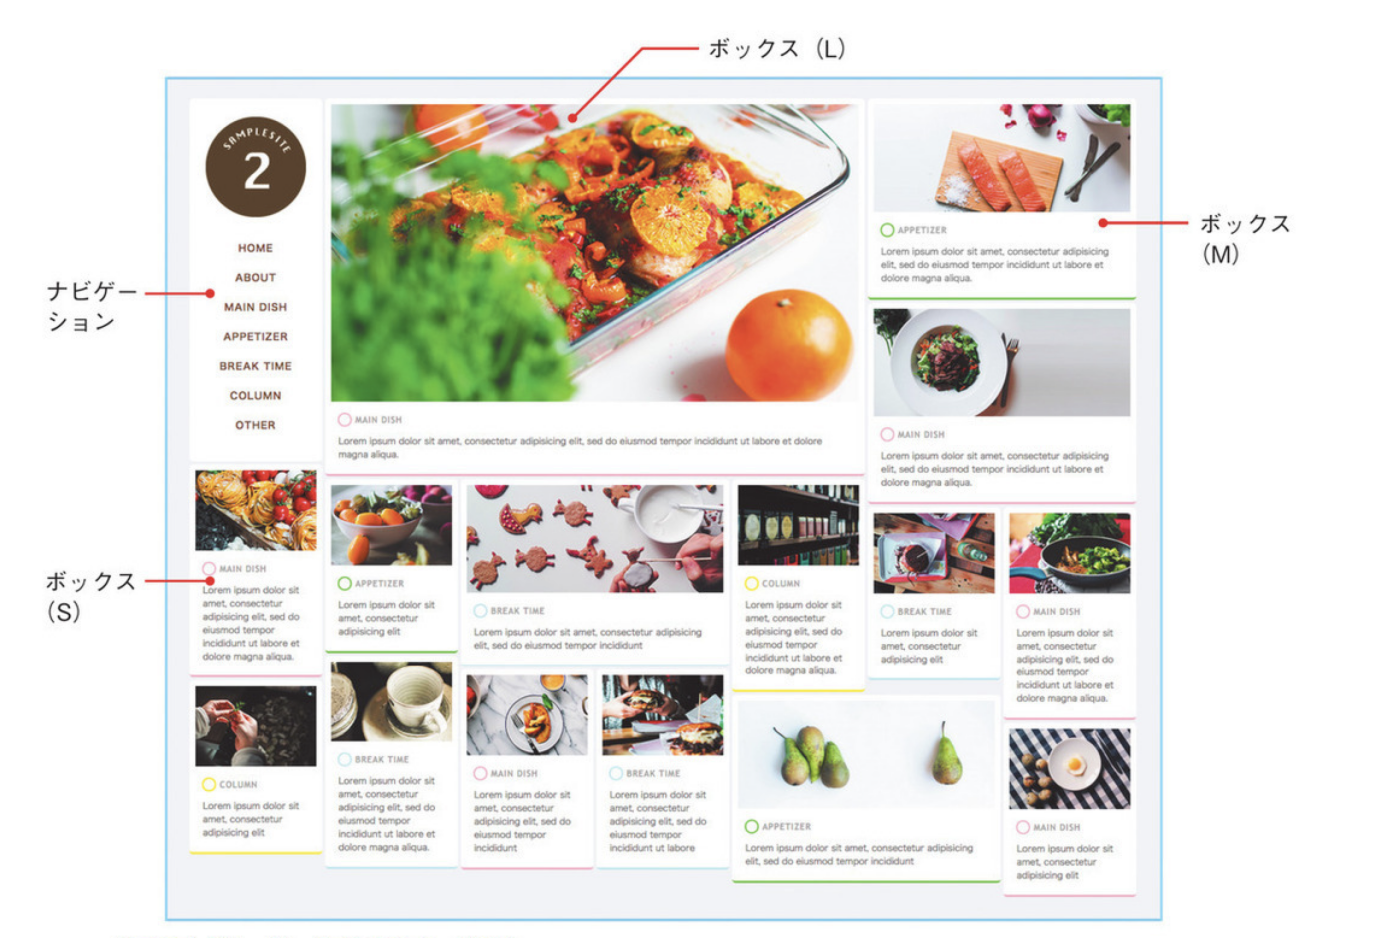 ボックス（L）
SAMPLESITE
2
HOME
ABOUT
MAIN DISH
APPETIZER
BREAK TIME
COLUMN
OTHER
ナビゲー
ション
MAIN DISH
Lorem ipsum dolor sit amet, consectetur adipisicing elit, sed do eiusmod tempor incididunt ut labore et dolore
magna aliqua.
APPETIZER
Lorem ipsum dolor sit amet, consectetur adipisicing
elit, sed do eiusmod tempor incididunt ut labore et
dolore magna aliqua.
ボックス
（M）
MAIN DISH
Lorem ipsum dolor sit amet, consectetur adipisicing
elit, sed do eiusmod tempor incididunt ut labore et
dolore magna aliqua.
ボックス
（S）
MAIN DISH
Lorem ipsum dolor sit
amet, consectetur
adipisicing elit, sed do
eiusmod tempor
incididunt ut labore et
dolore magna aliqua.
APPETIZER
Lorem ipsum dolor sit
amet, consectetur
adipisicing elit
BREAK TIME
Lorem ipsum dolor sit amet, consectetur adipisicing
elit, sed do eiusmod tempor incididunt
COLUMN
Lorem ipsum dolor sit
amet, consectetur
adipisicing elit, sed do
eiusmod tempor
incididunt ut labore et
dolore magna aliqua.
BREAK TIME
Lorem ipsum dolor sit
amet, consectetur
adipisicing elit
MAIN DISH
Lorem ipsum dolor sit
amet, consectetur
adipisicing elit, sed do
eiusmod tempor
incididunt ut labore et
dolore magna aliqua.
COLUMN
Lorem ipsum dolor sit
amet, consectetur
adipisicing elit
BREAK TIME
Lorem ipsum dolor sit
amet, consectetur
adipisicing elit, sed do
eiusmod tempor
incididunt ut labore et
dolore magna aliqua.
MAIN DISH
Lorem ipsum dolor sit
amet, consectetur
adipisicing elit, sed do
eiusmod tempor
incididunt
BREAK TIME
Lorem ipsum dolor sit
amet, consectetur
adipisicing elit, sed do
eiusmod tempor
incididunt ut labore
APPETIZER
Lorem ipsum dolor sit amet, consectetur adipisicing
elit, sed do eiusmod tempor incididunt
MAIN DISH
Lorem ipsum dolor sit
amet, consectetur
adipisicing elit